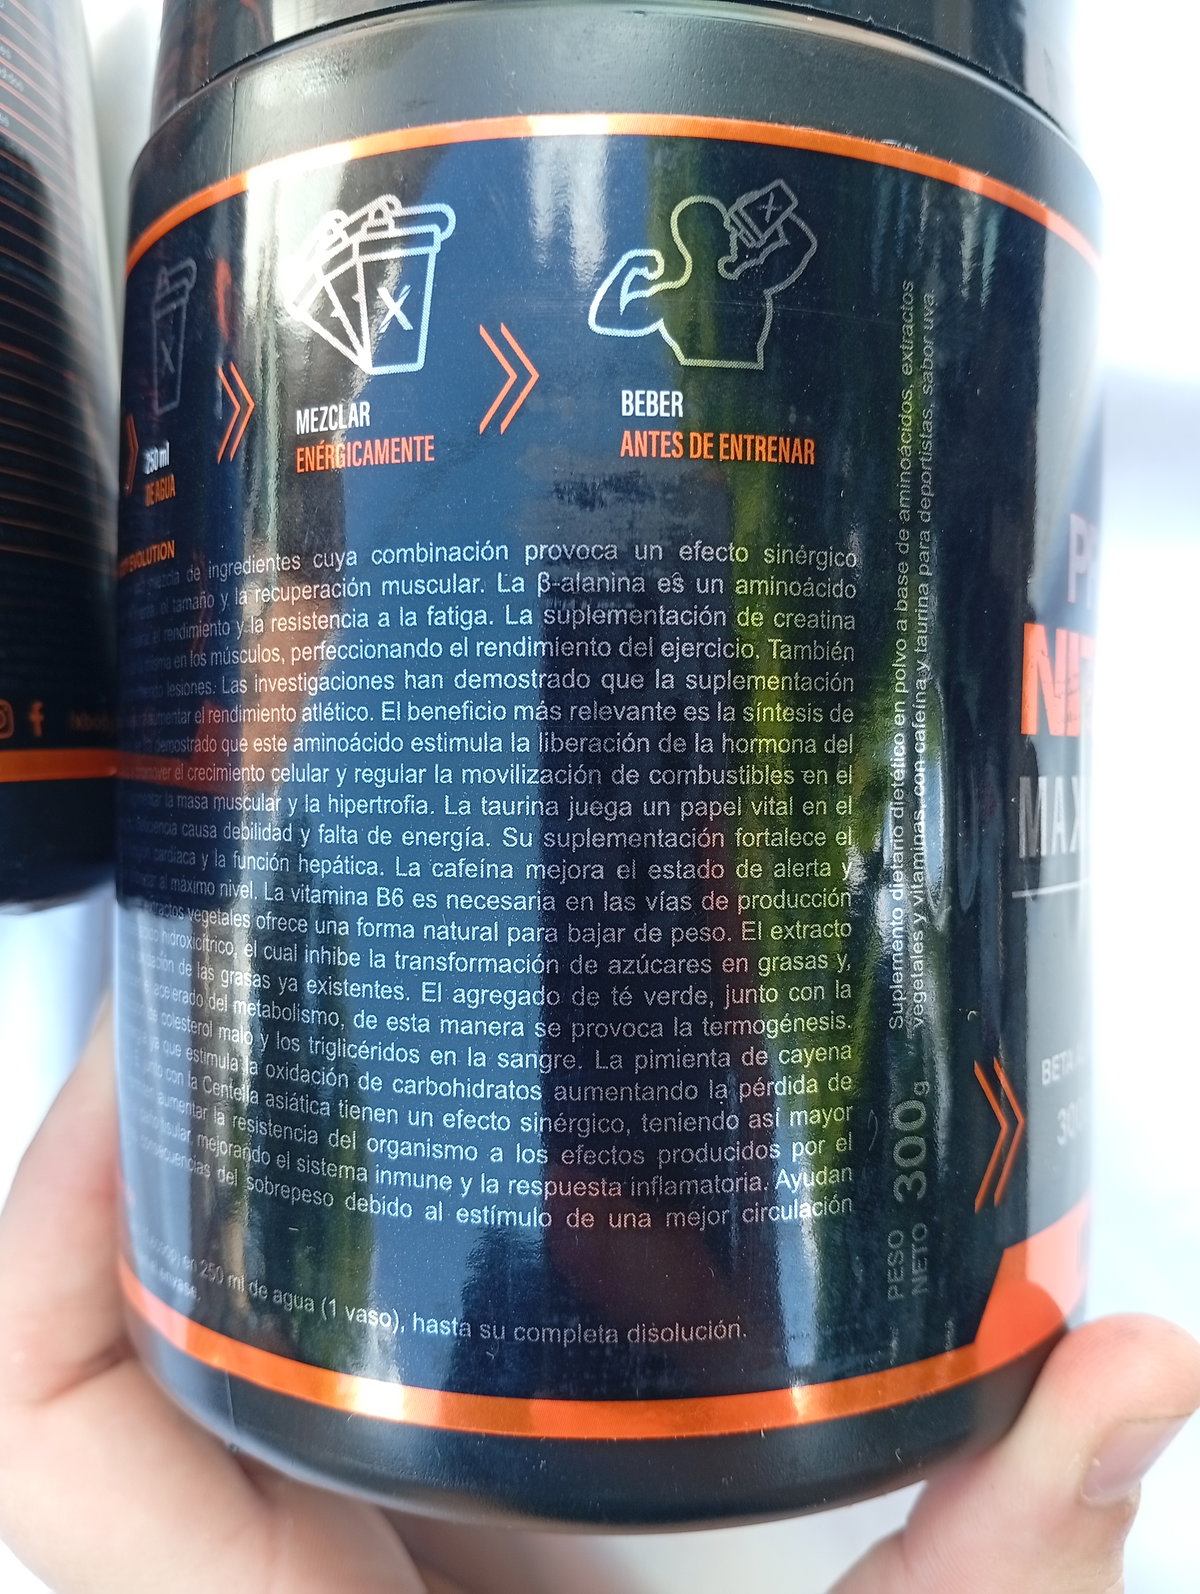 X
X
X
250 ml
DE AGUA
MEZCLAR
ENÉRGICAMENTE
BEBER
ANTES DE ENTRENAR
EVOLUTION
mezcla de ingredientes cuya combinación provoca un efecto sinérgico
el tamaño y la recuperación muscular. La β-alanina es un aminoácido
el rendimiento y la resistencia a la fatiga. La suplementación de creatina
misma en los músculos, perfeccionando el rendimiento del ejercicio. También
lesiones. Las investigaciones han demostrado que la suplementación
aumentar el rendimiento atlético. El beneficio más relevante es la síntesis de
demostrado que este aminoácido estimula la liberación de la hormona del
promover el crecimiento celular y regular la movilización de combustibles en el
la masa muscular y la hipertrofia. La taurina juega un papel vital en el
deficiencia causa debilidad y falta de energía. Su suplementación fortalece el
cardíaca y la función hepática. La cafeína mejora el estado de alerta y
al máximo nivel. La vitamina B6 es necesaria en las vías de producción
extractos vegetales ofrece una forma natural para bajar de peso. El extracto
hidroxicítrico, el cual inhibe la transformación de azúcares en grasas y,
de las grasas ya existentes. El agregado de té verde, junto con la
acelerado del metabolismo, de esta manera se provoca la termogénesis.
colesterol malo y los triglicéridos en la sangre. La pimienta de cayena
ya que estimula la oxidación de carbohidratos aumentando la pérdida de
junto con la Centella asiática tienen un efecto sinérgico, teniendo así mayor
aumentar la resistencia del organismo a los efectos producidos por el
mejorando el sistema inmune y la respuesta inflamatoria. Ayudan
consecuencias del sobrepeso debido al estímulo de una mejor circulación
en 250 ml de agua (1 vaso), hasta su completa disolución.
envase.
Suplemento dietario dietético en polvo a base de aminoácidos, extractos
vegetales y vitaminas, con cafeína y taurina para deportistas, sabor uva.
PESO
NETO 300g
MAX
BETA